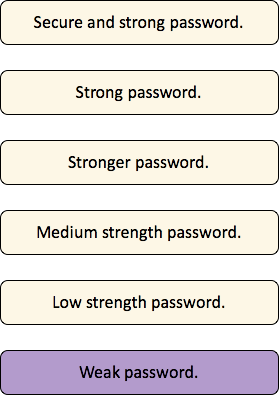 Secure and strong password.
Strong password.
Stronger password.
Medium strength password.
Low strength password.
Weak password.